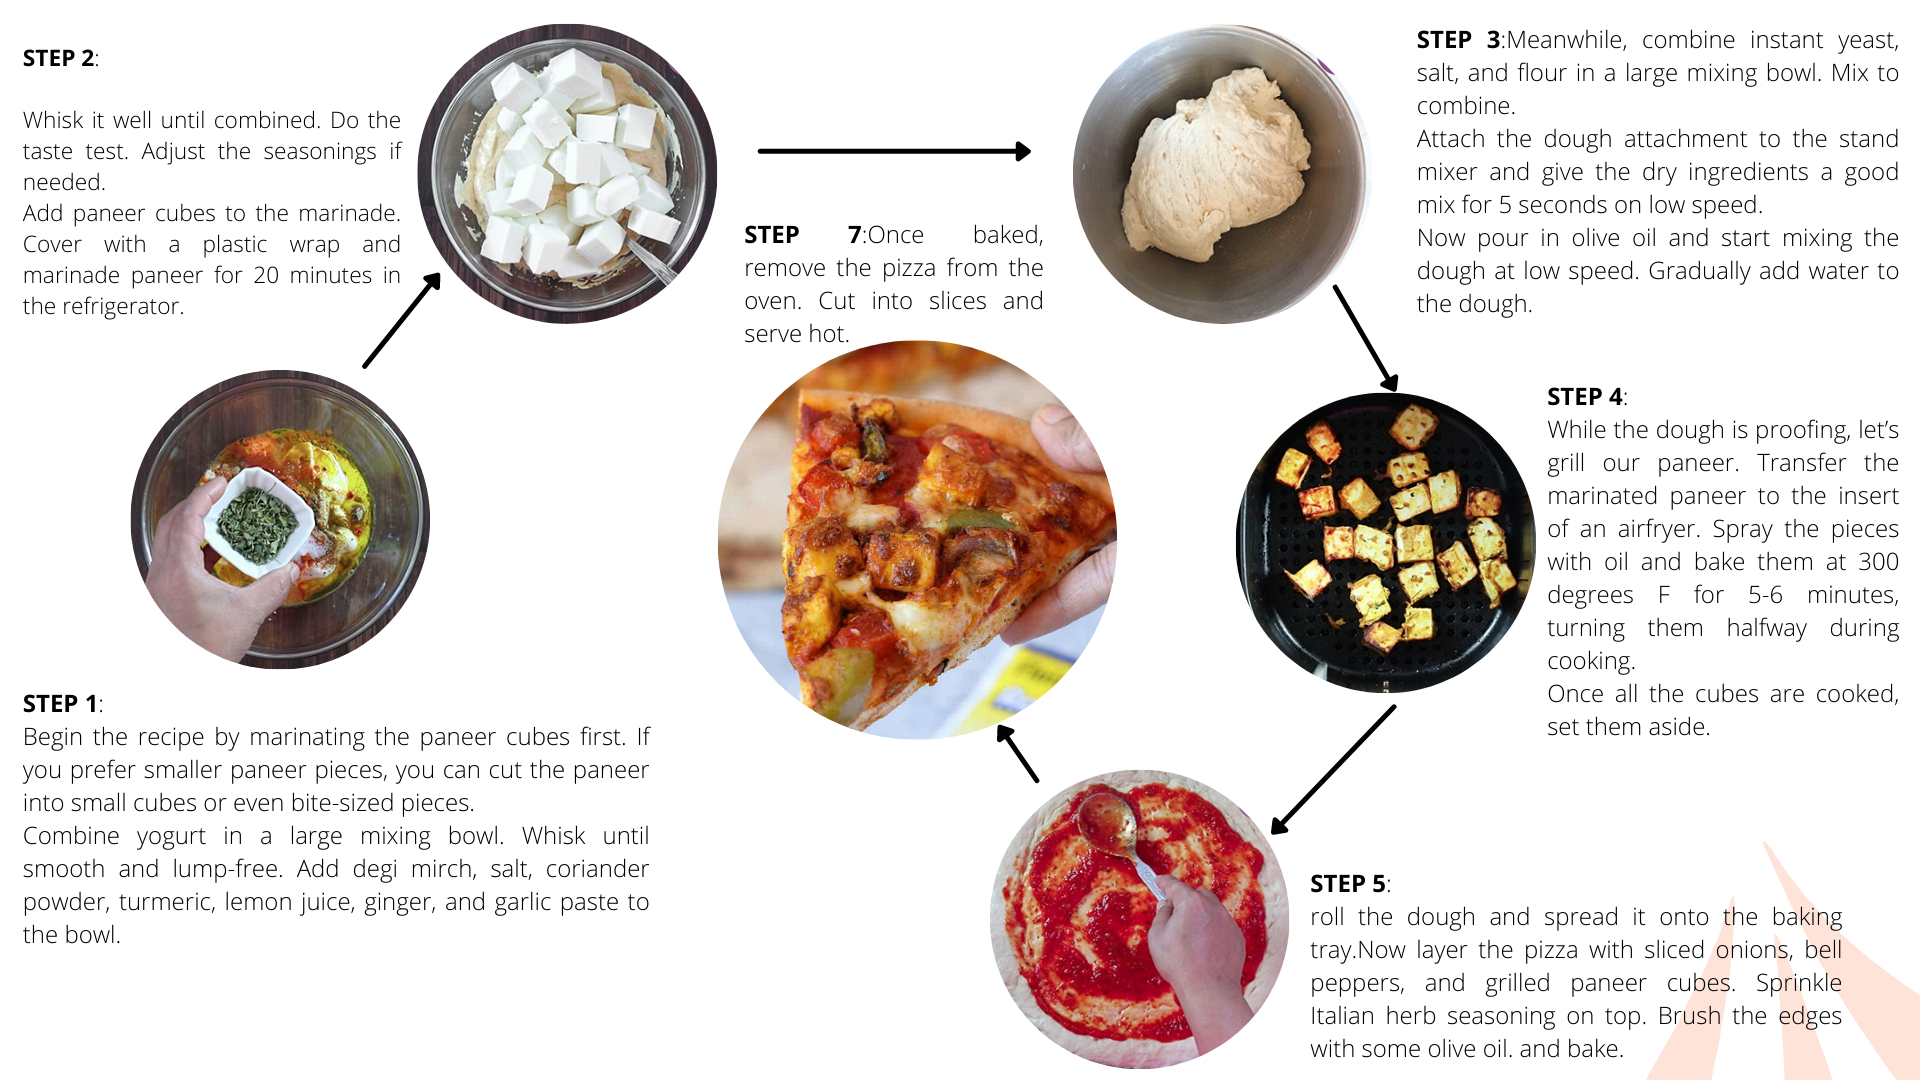 STEP 1:
Begin the recipe by marinating the paneer cubes first. If
you prefer smaller paneer pieces, you can cut the paneer
into small cubes or even bite-sized pieces.
Combine yogurt in a large mixing bowl. Whisk until
smooth and lump-free. Add degi mirch, salt, coriander
powder, turmeric, lemon juice, ginger, and garlic paste to
the bowl.
STEP 2:
Whisk it well until combined. Do the
taste test. Adjust the seasonings if
needed.
Add paneer cubes to the marinade.
Cover with a plastic wrap and
marinade paneer for 20 minutes in
the refrigerator.
STEP 3:Meanwhile, combine instant yeast,
salt, and flour in a large mixing bowl. Mix to
combine.
Attach the dough attachment to the stand
mixer and give the dry ingredients a good
mix for 5 seconds on low speed.
Now pour in olive oil and start mixing the
dough at low speed. Gradually add water to
the dough.
STEP 4:
While the dough is proofing, let’s
grill our paneer. Transfer the
marinated paneer to the insert
of an airfryer. Spray the pieces
with oil and bake them at 300
degrees F for 5-6 minutes,
turning them halfway during
cooking.
Once all the cubes are cooked,
set them aside.
STEP 5:
roll the dough and spread it onto the baking
tray.Now layer the pizza with sliced onions, bell
peppers, and grilled paneer cubes. Sprinkle
Italian herb seasoning on top. Brush the edges
with some olive oil. and bake.
STEP 7:Once baked,
remove the pizza from the
oven. Cut into slices and
serve hot.